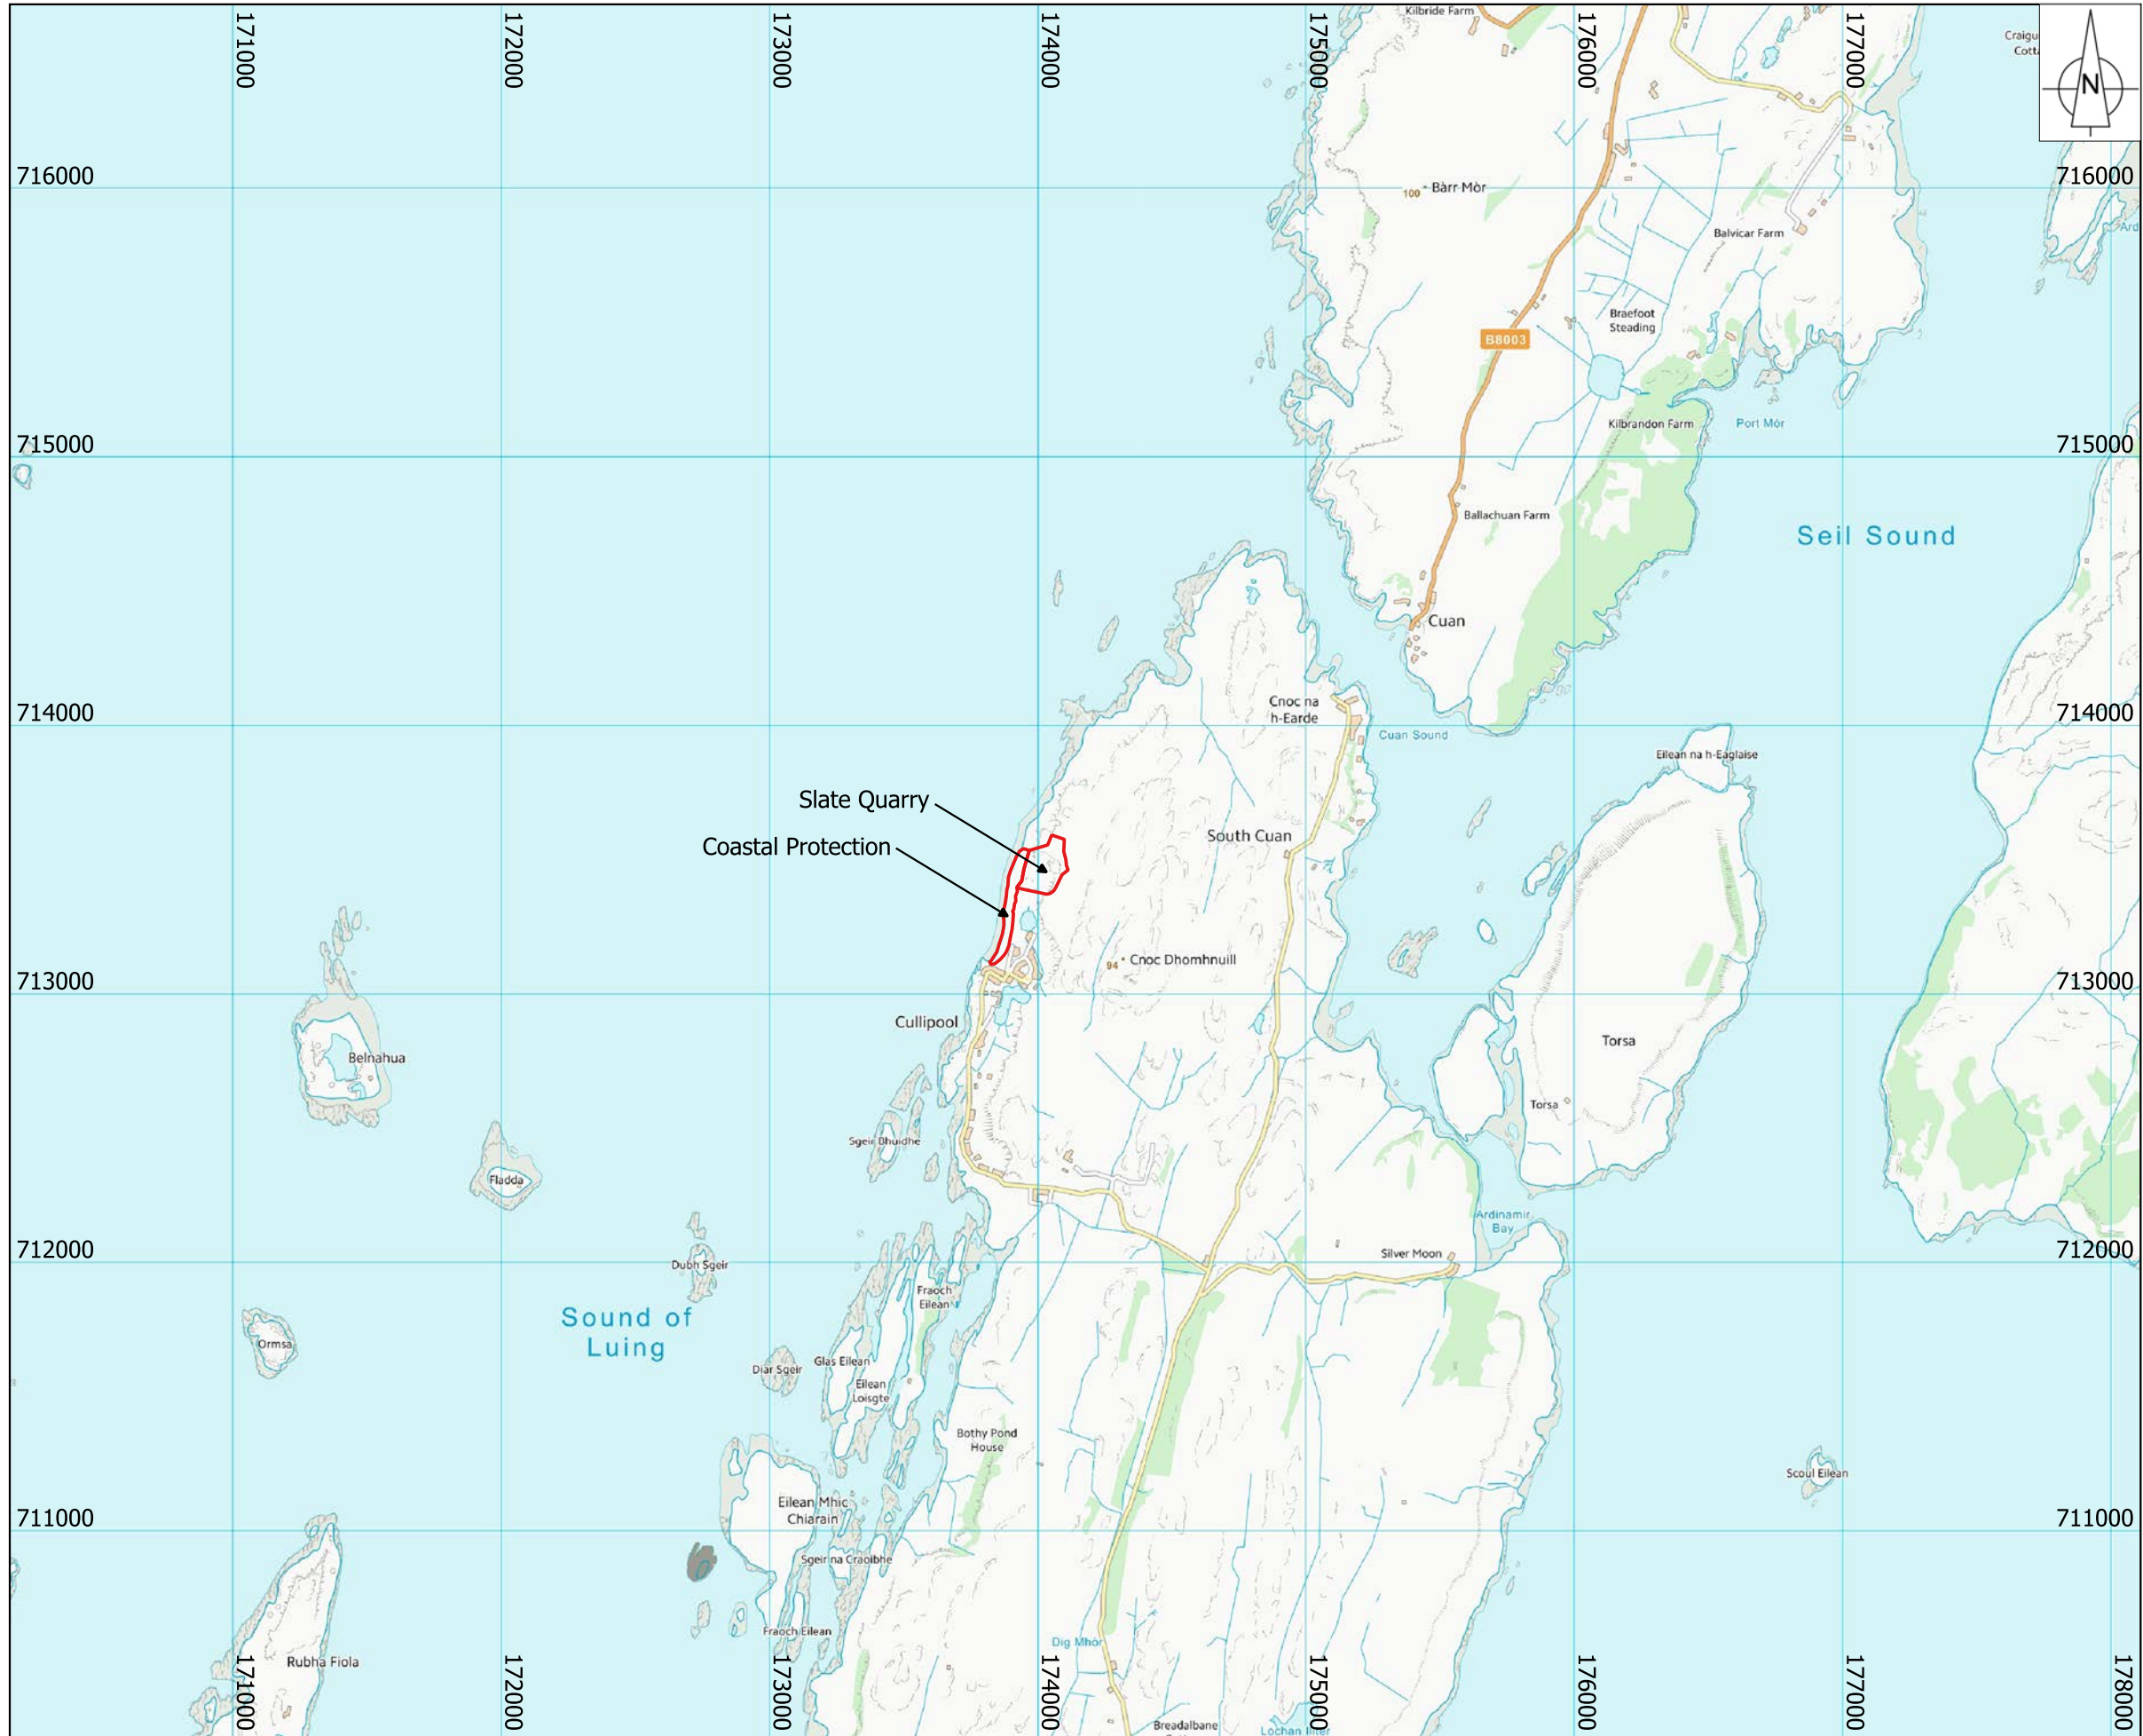 171000
172000
173000
174000
175000
176000
177000
Kilbride Farm
N
716000
716000
100
Bàrr Mòr
Balvicar Farm
Braefoot
Steading
B8003
715000
715000
Kilbrandon Farm
Port Mór
Ballachuan Farm
Seil Sound
Cuan
714000
714000
Cnoc na
h-Earde
Cuan Sound
Eilean na h-Eaglaise
Slate Quarry
Coastal Protection
South Cuan
94
Cnoc Dhomhnuill
713000
713000
Cullipool
Belnahua
Torsa
Torsa
Sgeir Bhuidhe
Fladda
Ardinamir
Bay
712000
712000
Silver Moon
Dubh Sgeir
Fraoch
Eilean
Sound of
Luing
Ormsa
Diar Sgeir
Glas Eilean
Eilean
Loisgte
Bothy Pond
House
Scoul Eilean
Eilean Mhic
Chiarain
711000
711000
Sgeir na Craoibhe
Fraoch Eilean
Dig Mhór
Rubha Fiola
171000
172000
173000
174000
175000
176000
177000
178000
Breadalbane